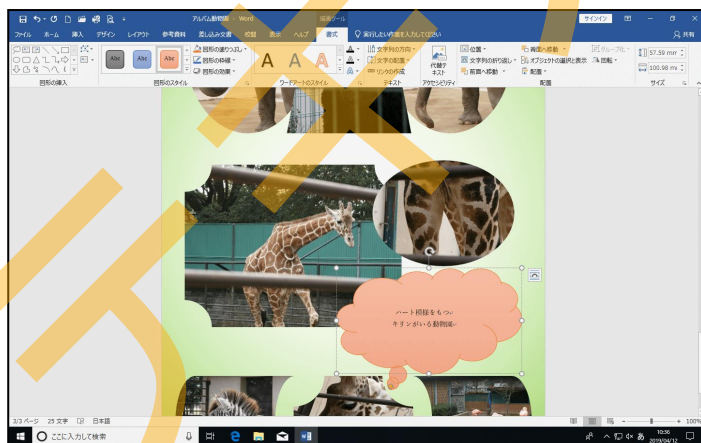 アルバム動物園 - Word
描画ツール
サインイン
ファイル ホーム 挿入 デザイン レイアウト 参考資料 差し込み文書 校閲 表示 ヘルプ 書式 実行したい作業を入力してください
共有
Abc Abc Abc
図形の塗りつぶし
図形の枠線
図形の効果
A A A
文字列の方向
文字の配置
リンクの作成
代替テキスト
位置
文字列の折り返し
前面へ移動
背面へ移動
オブジェクトの選択と表示
配置
グループ化
回転
57.59 mm
100.98 mm
図形の挿入 図形のスタイル ワードアートのスタイル テキスト アクセシビリティ 配置 サイズ
ハート模様をもつ
キリンがいる動物園
3/3 ページ 25 文字 日本語
100%
ここに入力して検索
あ
10:36
2019/04/12